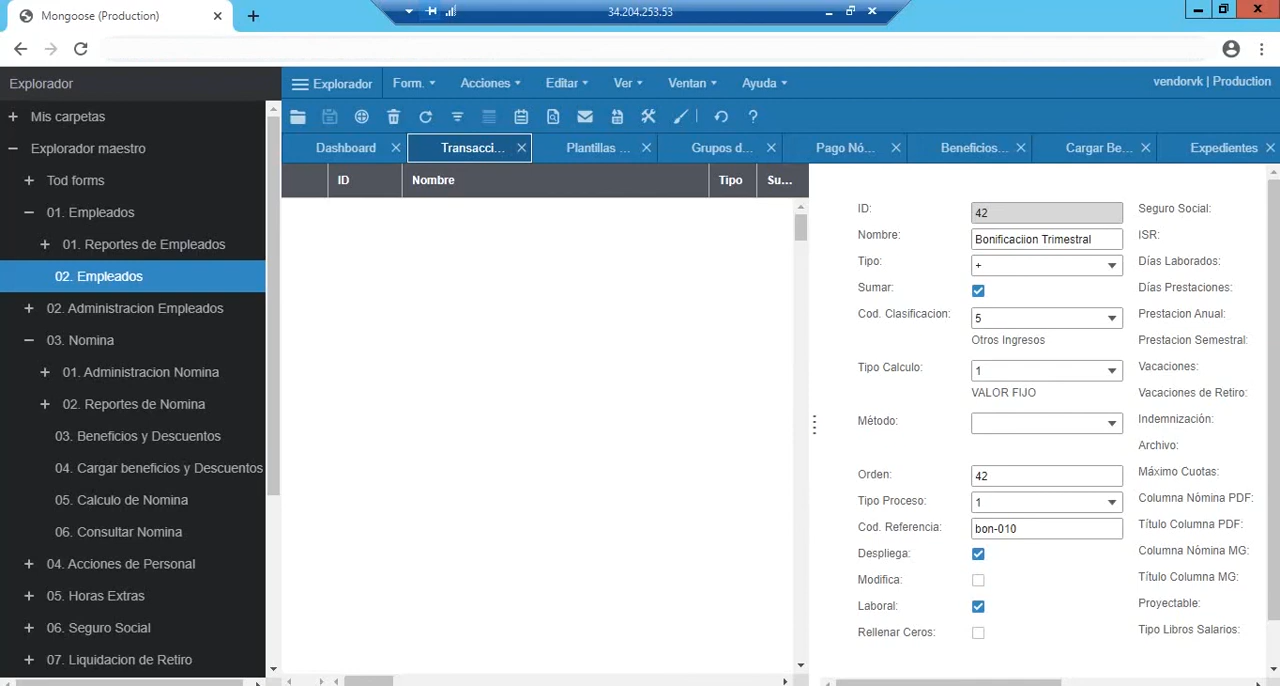 Mongoose (Production)
34.204.253.53
Explorador
Explorador
Form.
Acciones
Editar
Ver
Ventan
Ayuda
vendorvk | Production
Dashboard
Transacci...
Plantillas ...
Grupos d...
Pago Nó...
Beneficios...
Cargar Be...
Expedientes
Mis carpetas
Explorador maestro
Tod forms
01. Empleados
01. Reportes de Empleados
02. Empleados
02. Administracion Empleados
03. Nomina
01. Administracion Nomina
02. Reportes de Nomina
03. Beneficios y Descuentos
04. Cargar beneficios y Descuentos
05. Calculo de Nomina
06. Consultar Nomina
04. Acciones de Personal
05. Horas Extras
06. Seguro Social
07. Liquidacion de Retiro
ID
Nombre
Tipo
Su...
ID: 42
Nombre: Bonificaciion Trimestral
Tipo: +
Sumar:
Cod. Clasificacion: 5
Otros Ingresos
Tipo Calculo: 1
VALOR FIJO
Método:
Orden: 42
Tipo Proceso: 1
Cod. Referencia: bon-010
Despliega:
Modifica:
Laboral:
Rellenar Ceros:
Seguro Social:
ISR:
Días Laborados:
Días Prestaciones:
Prestacion Anual:
Prestacion Semestral:
Vacaciones:
Vacaciones de Retiro:
Indemnización:
Archivo:
Máximo Cuotas:
Columna Nómina PDF:
Título Columna PDF:
Columna Nómina MG:
Título Columna MG:
Proyectable:
Tipo Libros Salarios: